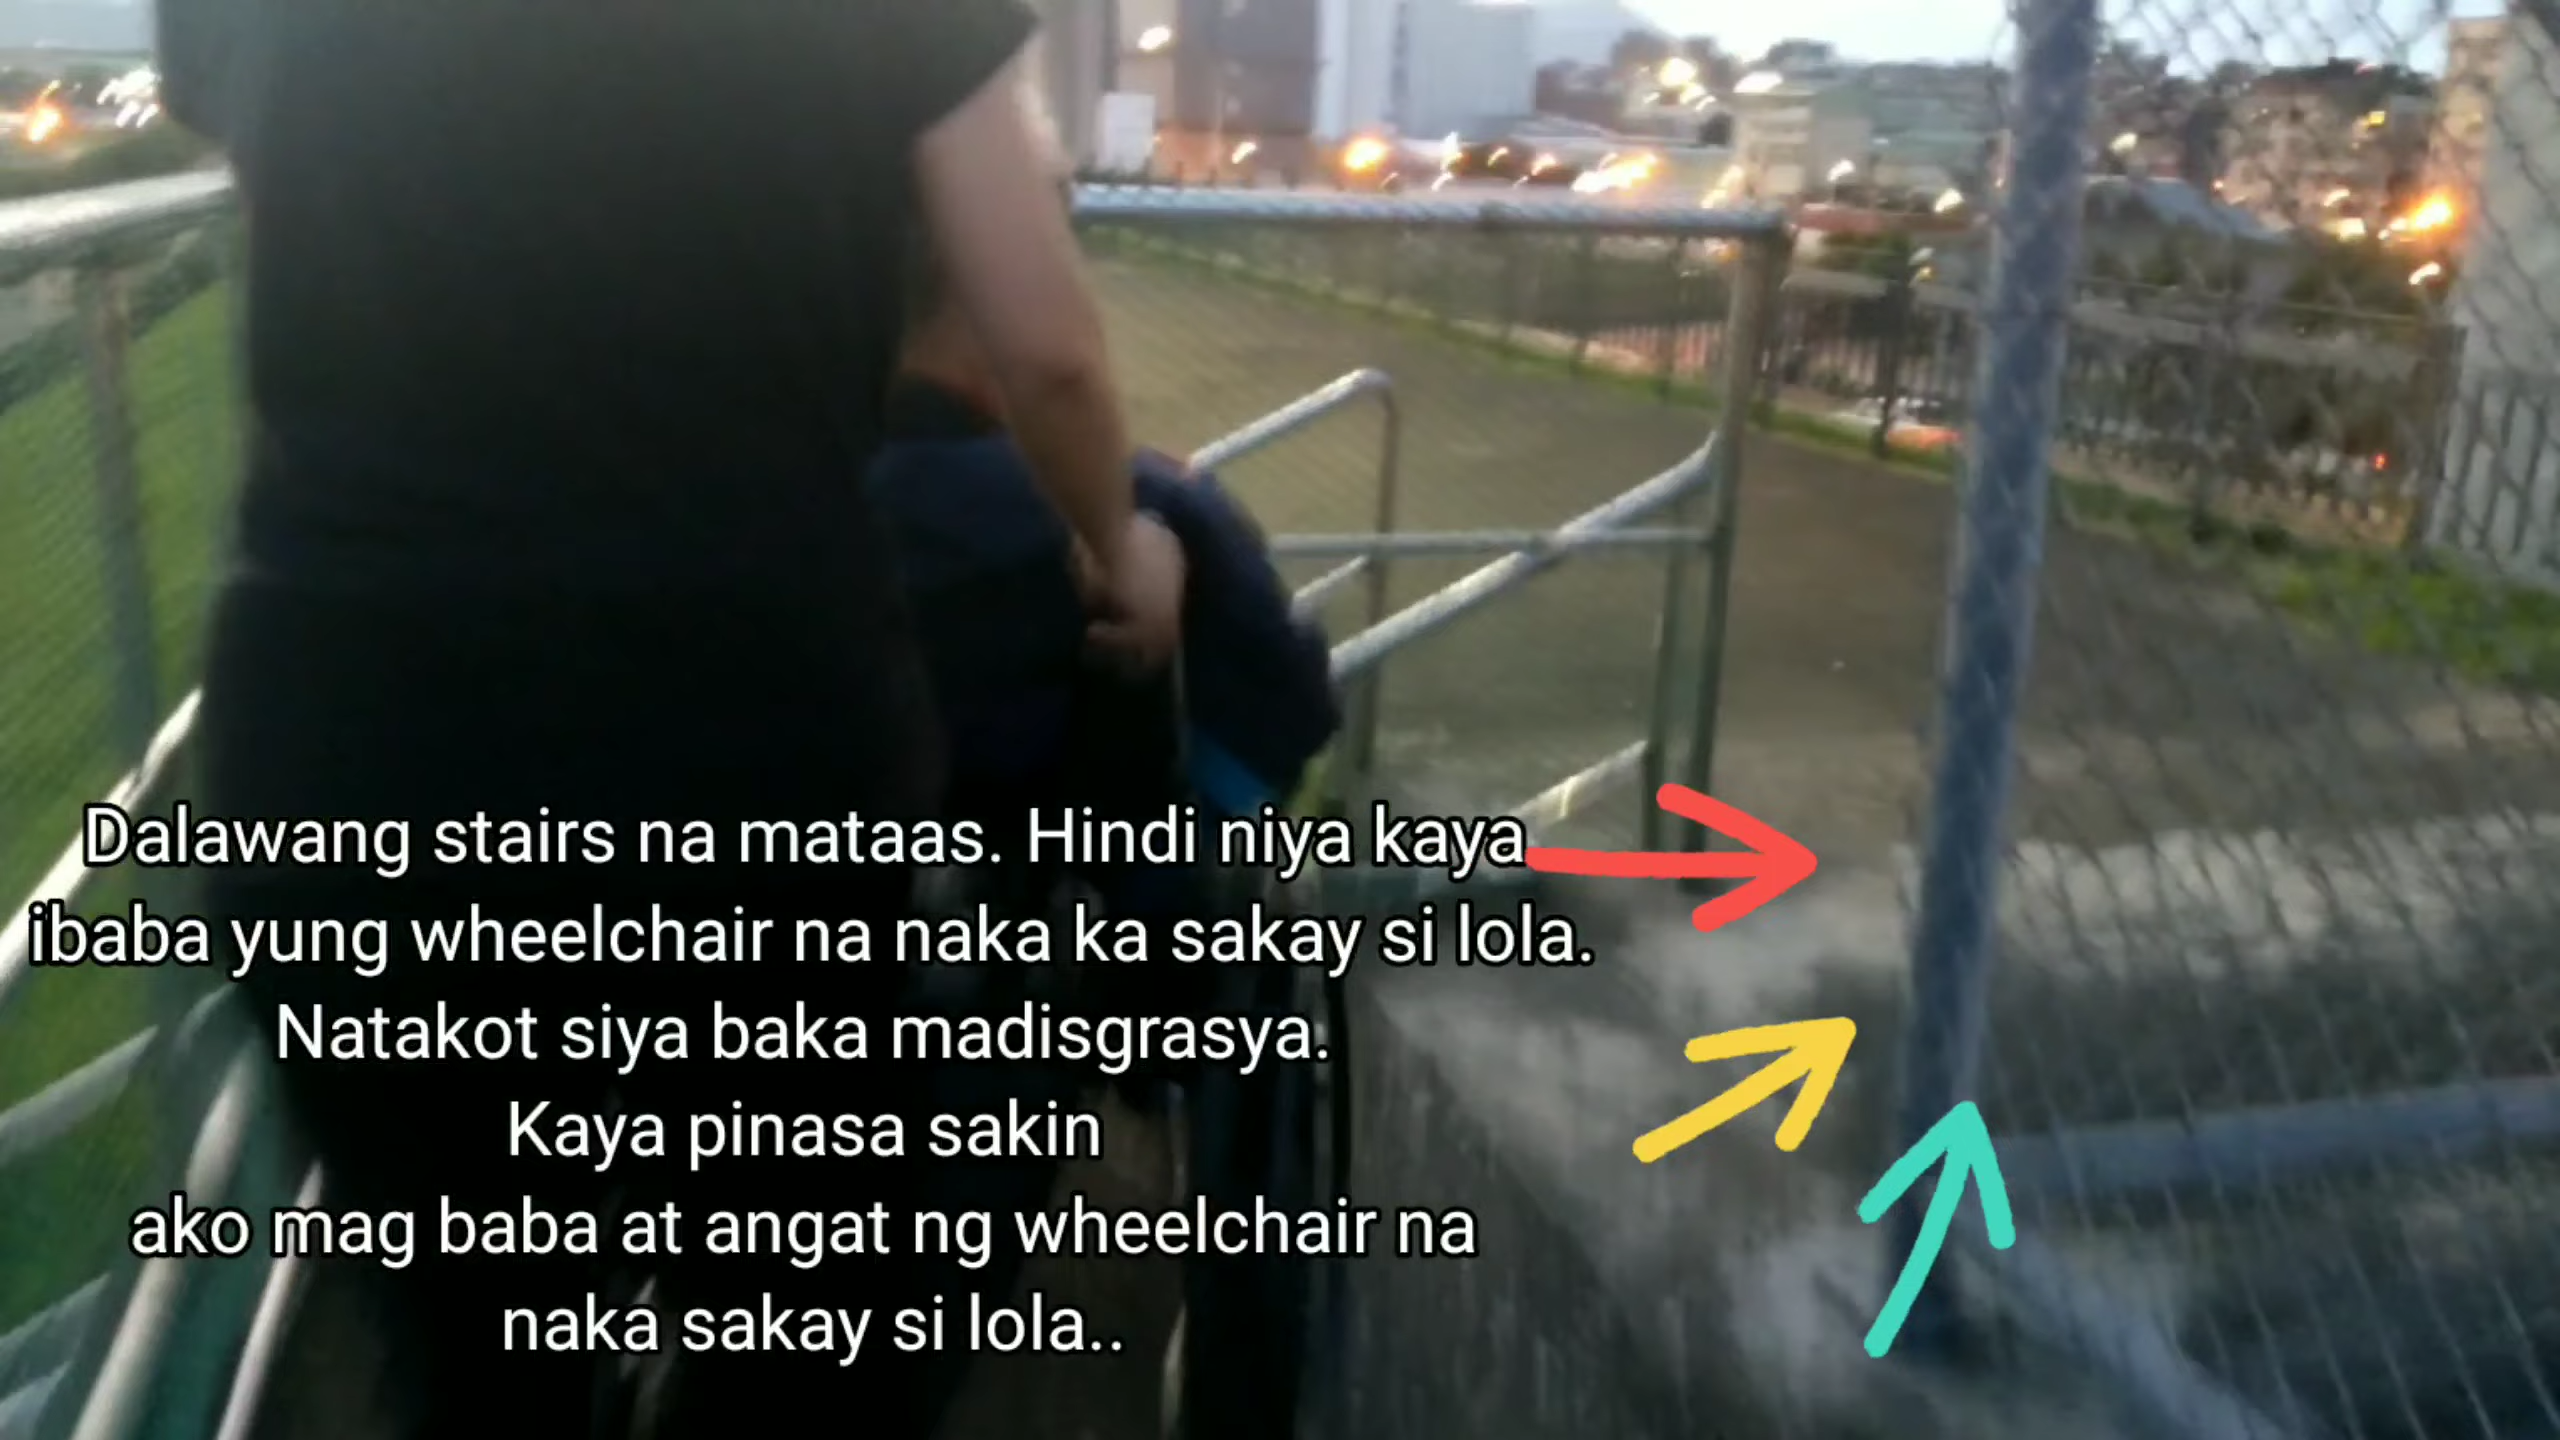 Dalawang stairs na mataas. Hindi niya kaya
ibaba yung wheelchair na naka ka sakay si lola.
Natakot siya baka madisgrasya.
Kaya pinasa sakin
ako mag baba at angat ng wheelchair na
naka sakay si lola..